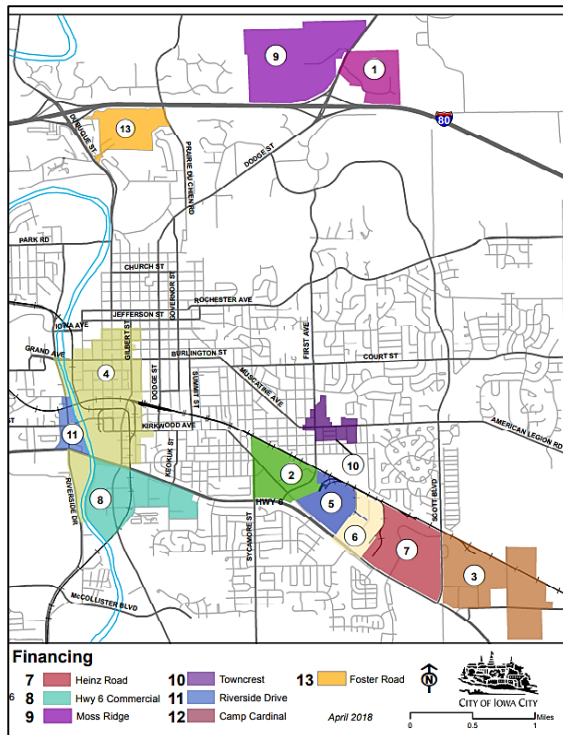 9
1
80
13
DUBUQUE ST
PRAIRIE DU CHIEN RD
DODGE ST
PARK RD
CHURCH ST
GOVERNOR ST
ROCHESTER AVE
JEFFERSON ST
IOWA AVE
GILBERT ST
GRAND AVE
BURLINGTON ST
FIRST AVE
COURT ST
4
DODGE ST
SUMMIT ST
MUSCATINE AVE
11
ST
KIRKWOOD AVE
AMERICAN LEGION RD
KEOKUK ST
10
2
SCOTT BLVD
RIVERSIDE DR
8
HWY 6
5
SYCAMORE ST
6
7
3
McCOLLISTER BLVD
Financing
7 Heinz Road
10 Towncrest
13 Foster Road
N
6
8 Hwy 6 Commercial
11 Riverside Drive
CITY OF IOWA CITY
9 Moss Ridge
12 Camp Cardinal
April 2018
0 0.5 1
Miles